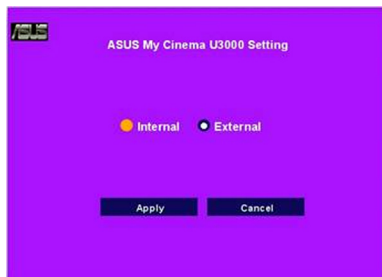 ASUS
ASUS My Cinema U3000 Setting
Internal External
Apply Cancel